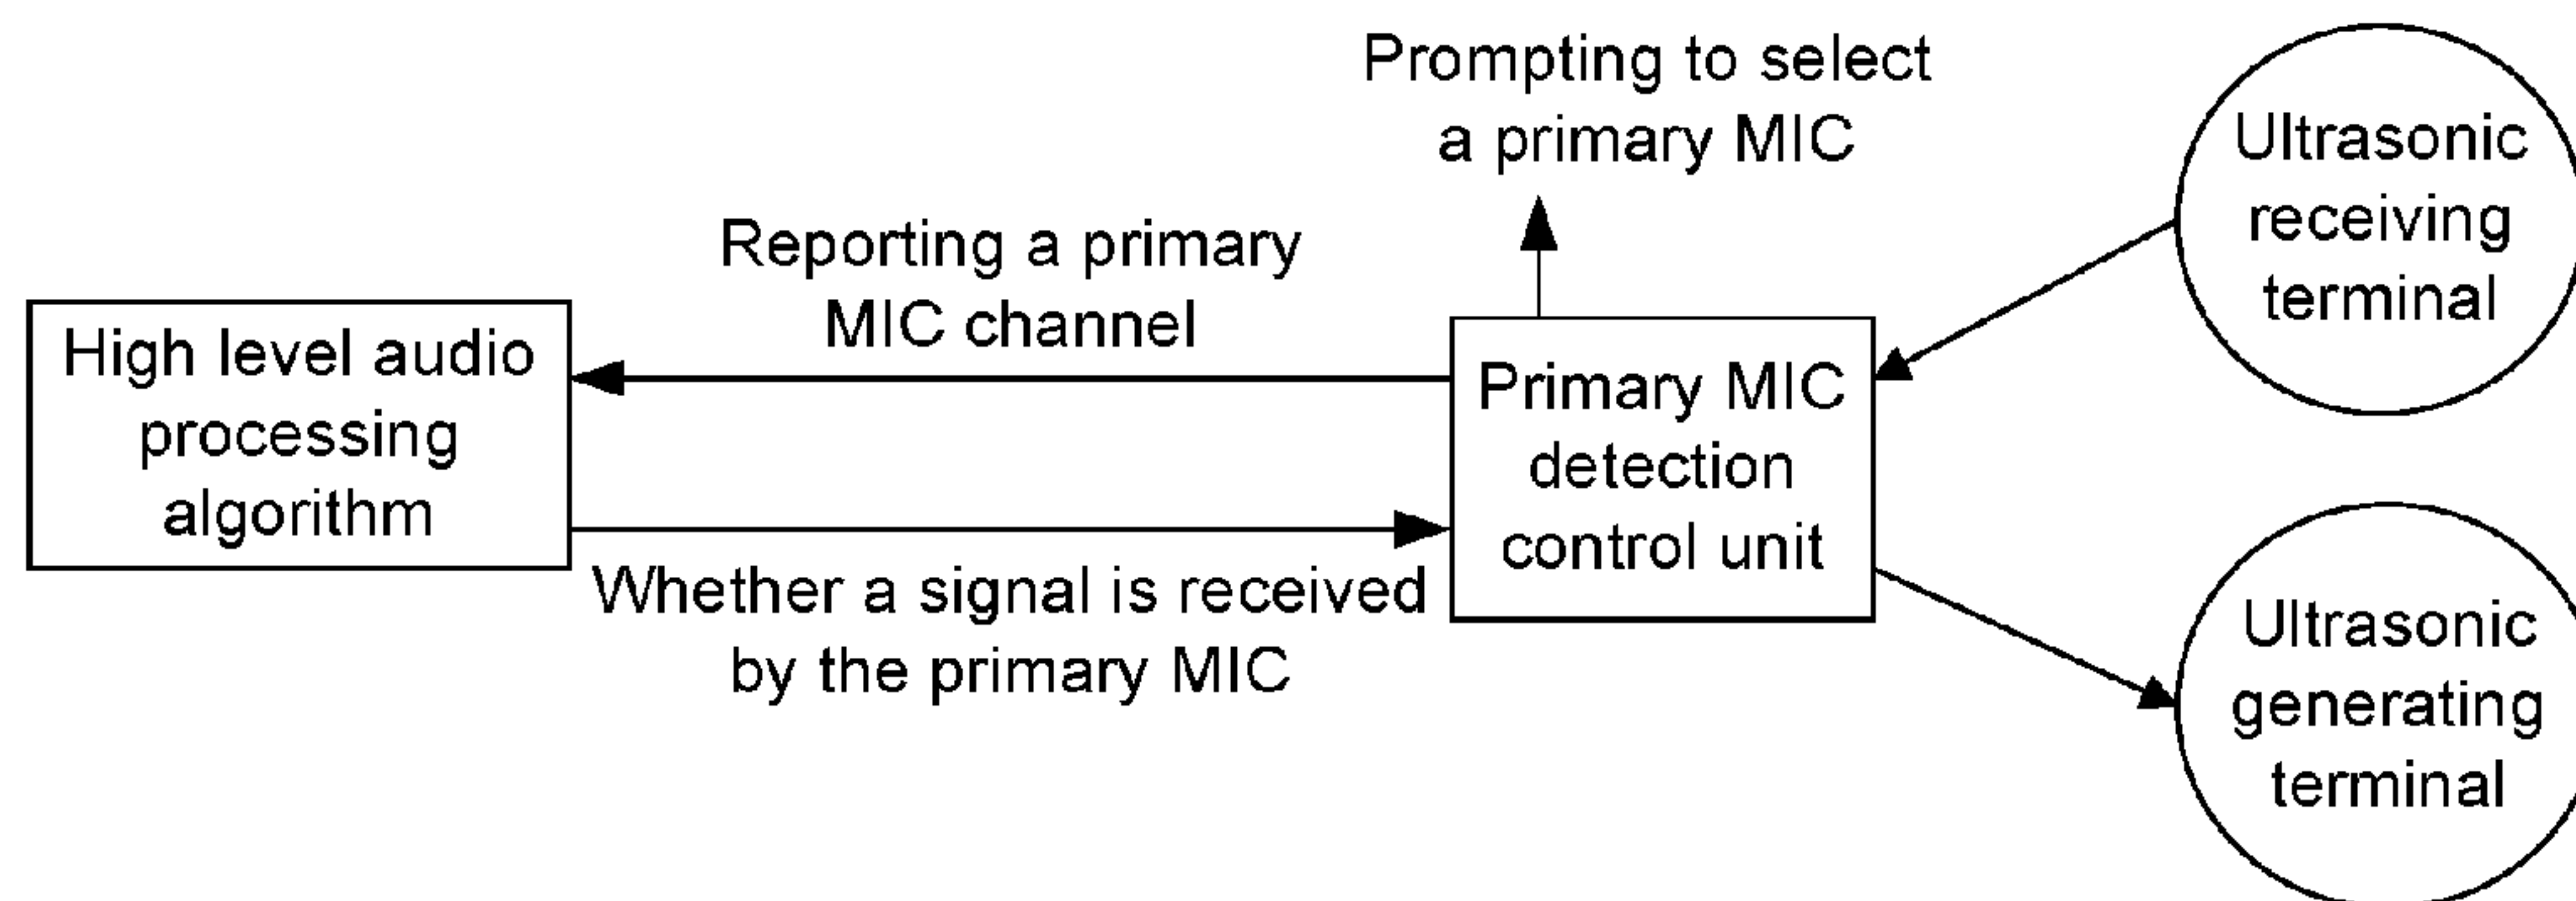 Prompting to select
a primary MIC
Reporting a primary
MIC channel
High level audio
processing
algorithm
Whether a signal is received
by the primary MIC
Primary MIC
detection
control unit
Ultrasonic
receiving
terminal
Ultrasonic
generating
terminal